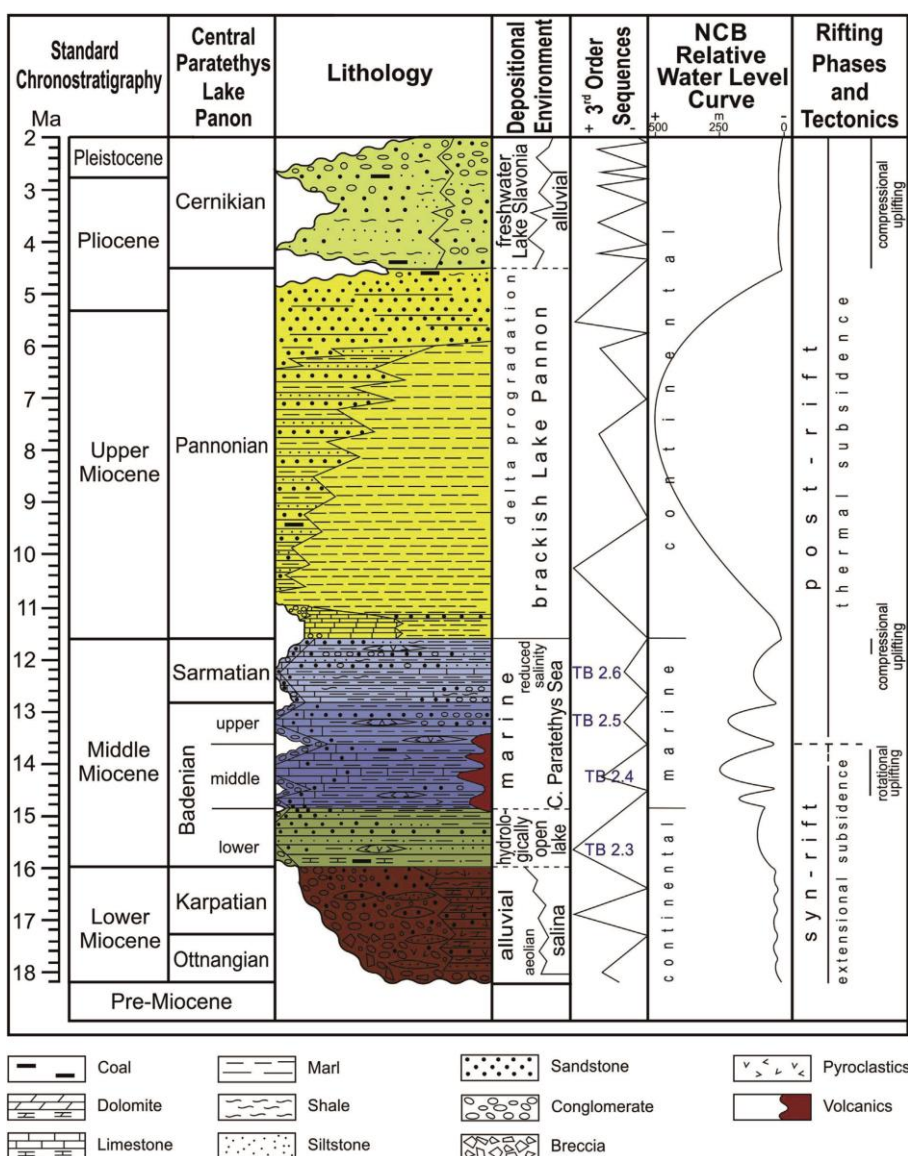 Standard
Chronostratigraphy
Ma
Central
Paratethys
Lake
Panon
Lithology
Depositional
Environment
+ 3rd Order -
Sequences
NCB
Relative
Water Level
Curve
+ m -
500 250 0
Rifting
Phases
and
Tectonics
2
3
4
5
6
7
8
9
10
11
12
13
14
15
16
17
18
Pleistocene
Pliocene
Upper
Miocene
Middle
Miocene
Lower
Miocene
Pre-Miocene
Cernikian
Pannonian
Sarmatian
Badenian
upper
middle
lower
Karpatian
Ottnangian
freshwater
Lake Slavonia
alluvial
delta progradation
brackish Lake Pannon
marine
reduced
salinity
C. Paratethys Sea
hydrolo-
gically
open
lake
alluvial
aeolian
salina
TB 2.6
TB 2.5
TB 2.4
TB 2.3
continental
marine
continental
post-rift
thermal subsidence
compressional
uplifting
compressional
uplifting
syn-rift
extensional subsidence
rotational
uplifting
Coal
Marl
Sandstone
Pyroclastics
Dolomite
Shale
Conglomerate
Volcanics
Limestone
Siltstone
Breccia